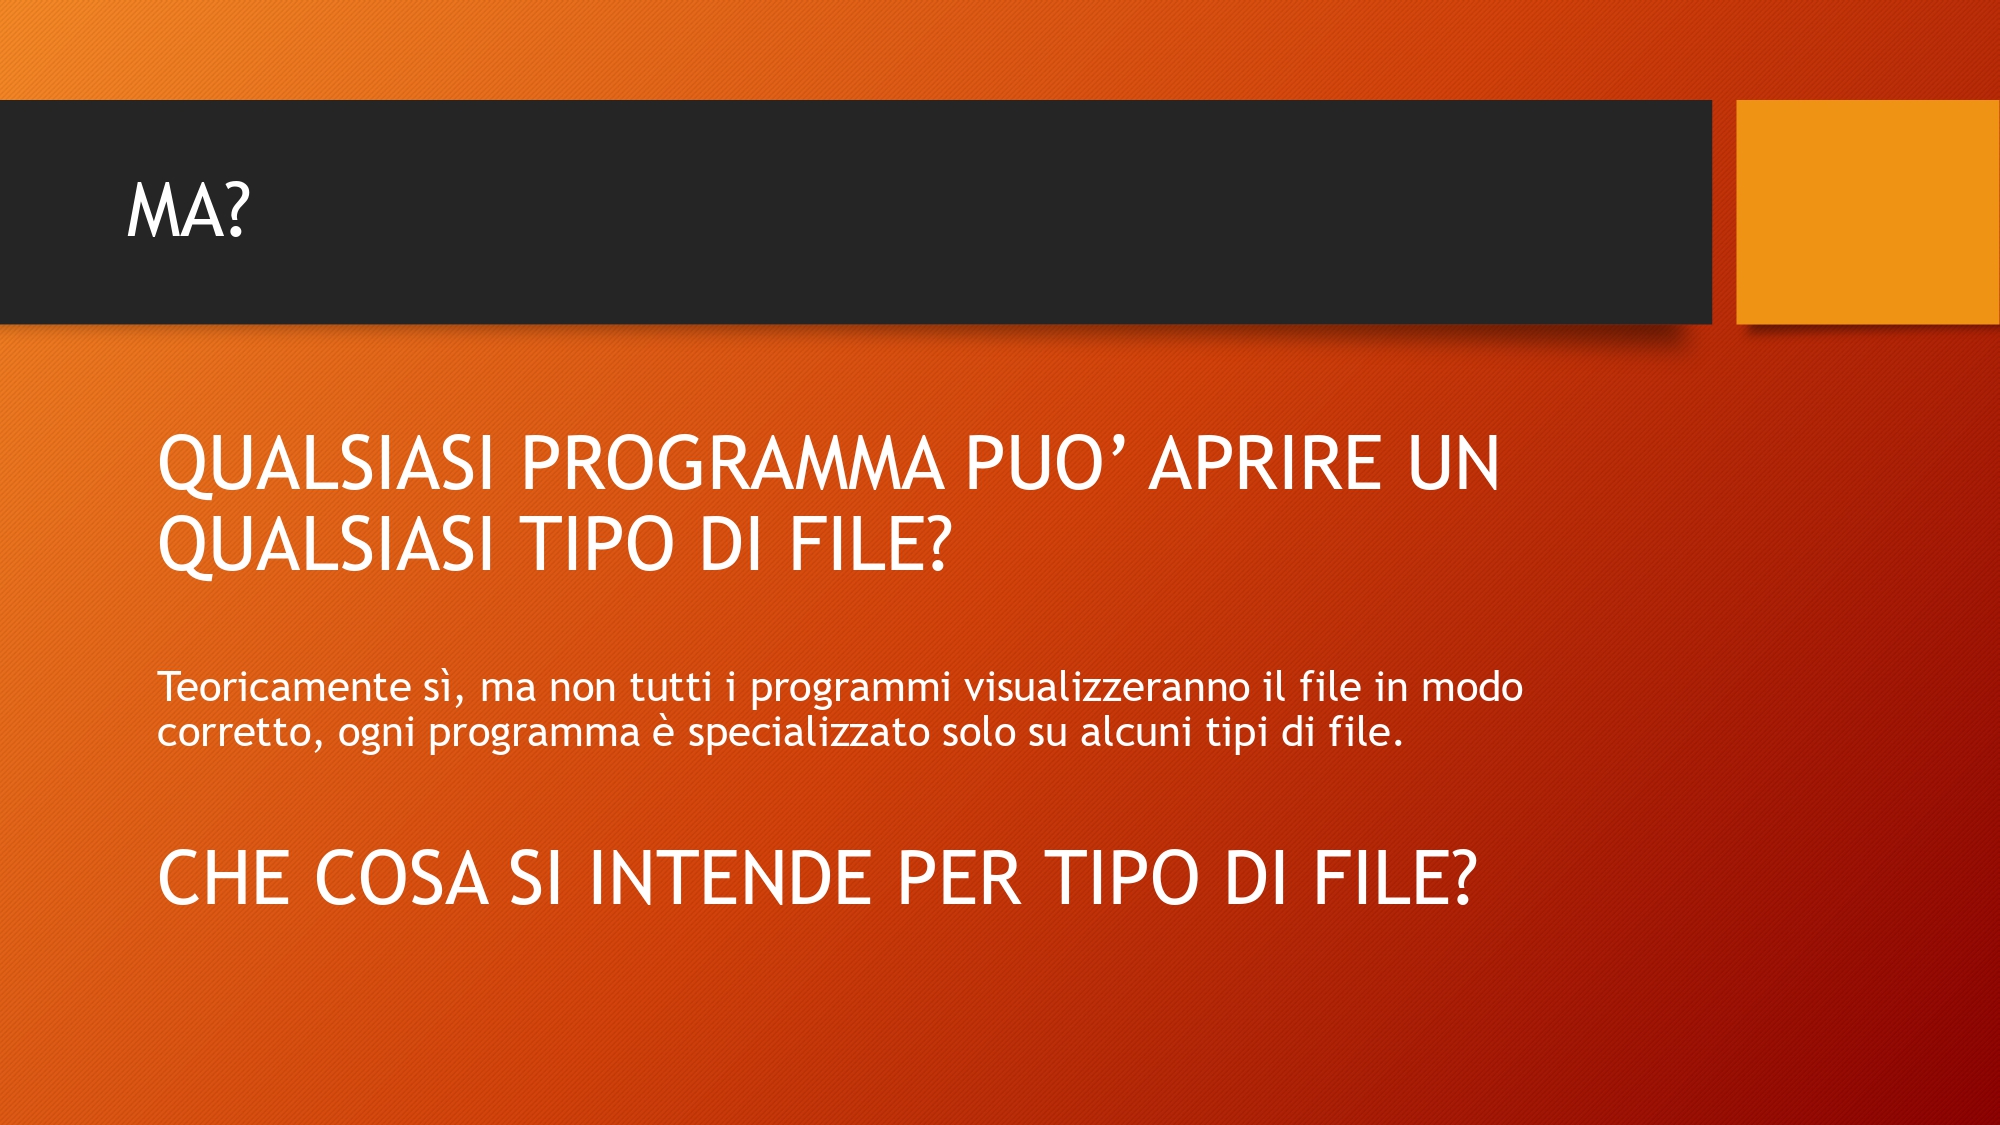 MA?
QUALSIASI PROGRAMMA PUO’ APRIRE UN
QUALSIASI TIPO DI FILE?
Teoricamente sì, ma non tutti i programmi visualizzeranno il file in modo
corretto, ogni programma è specializzato solo su alcuni tipi di file.
CHE COSA SI INTENDE PER TIPO DI FILE?